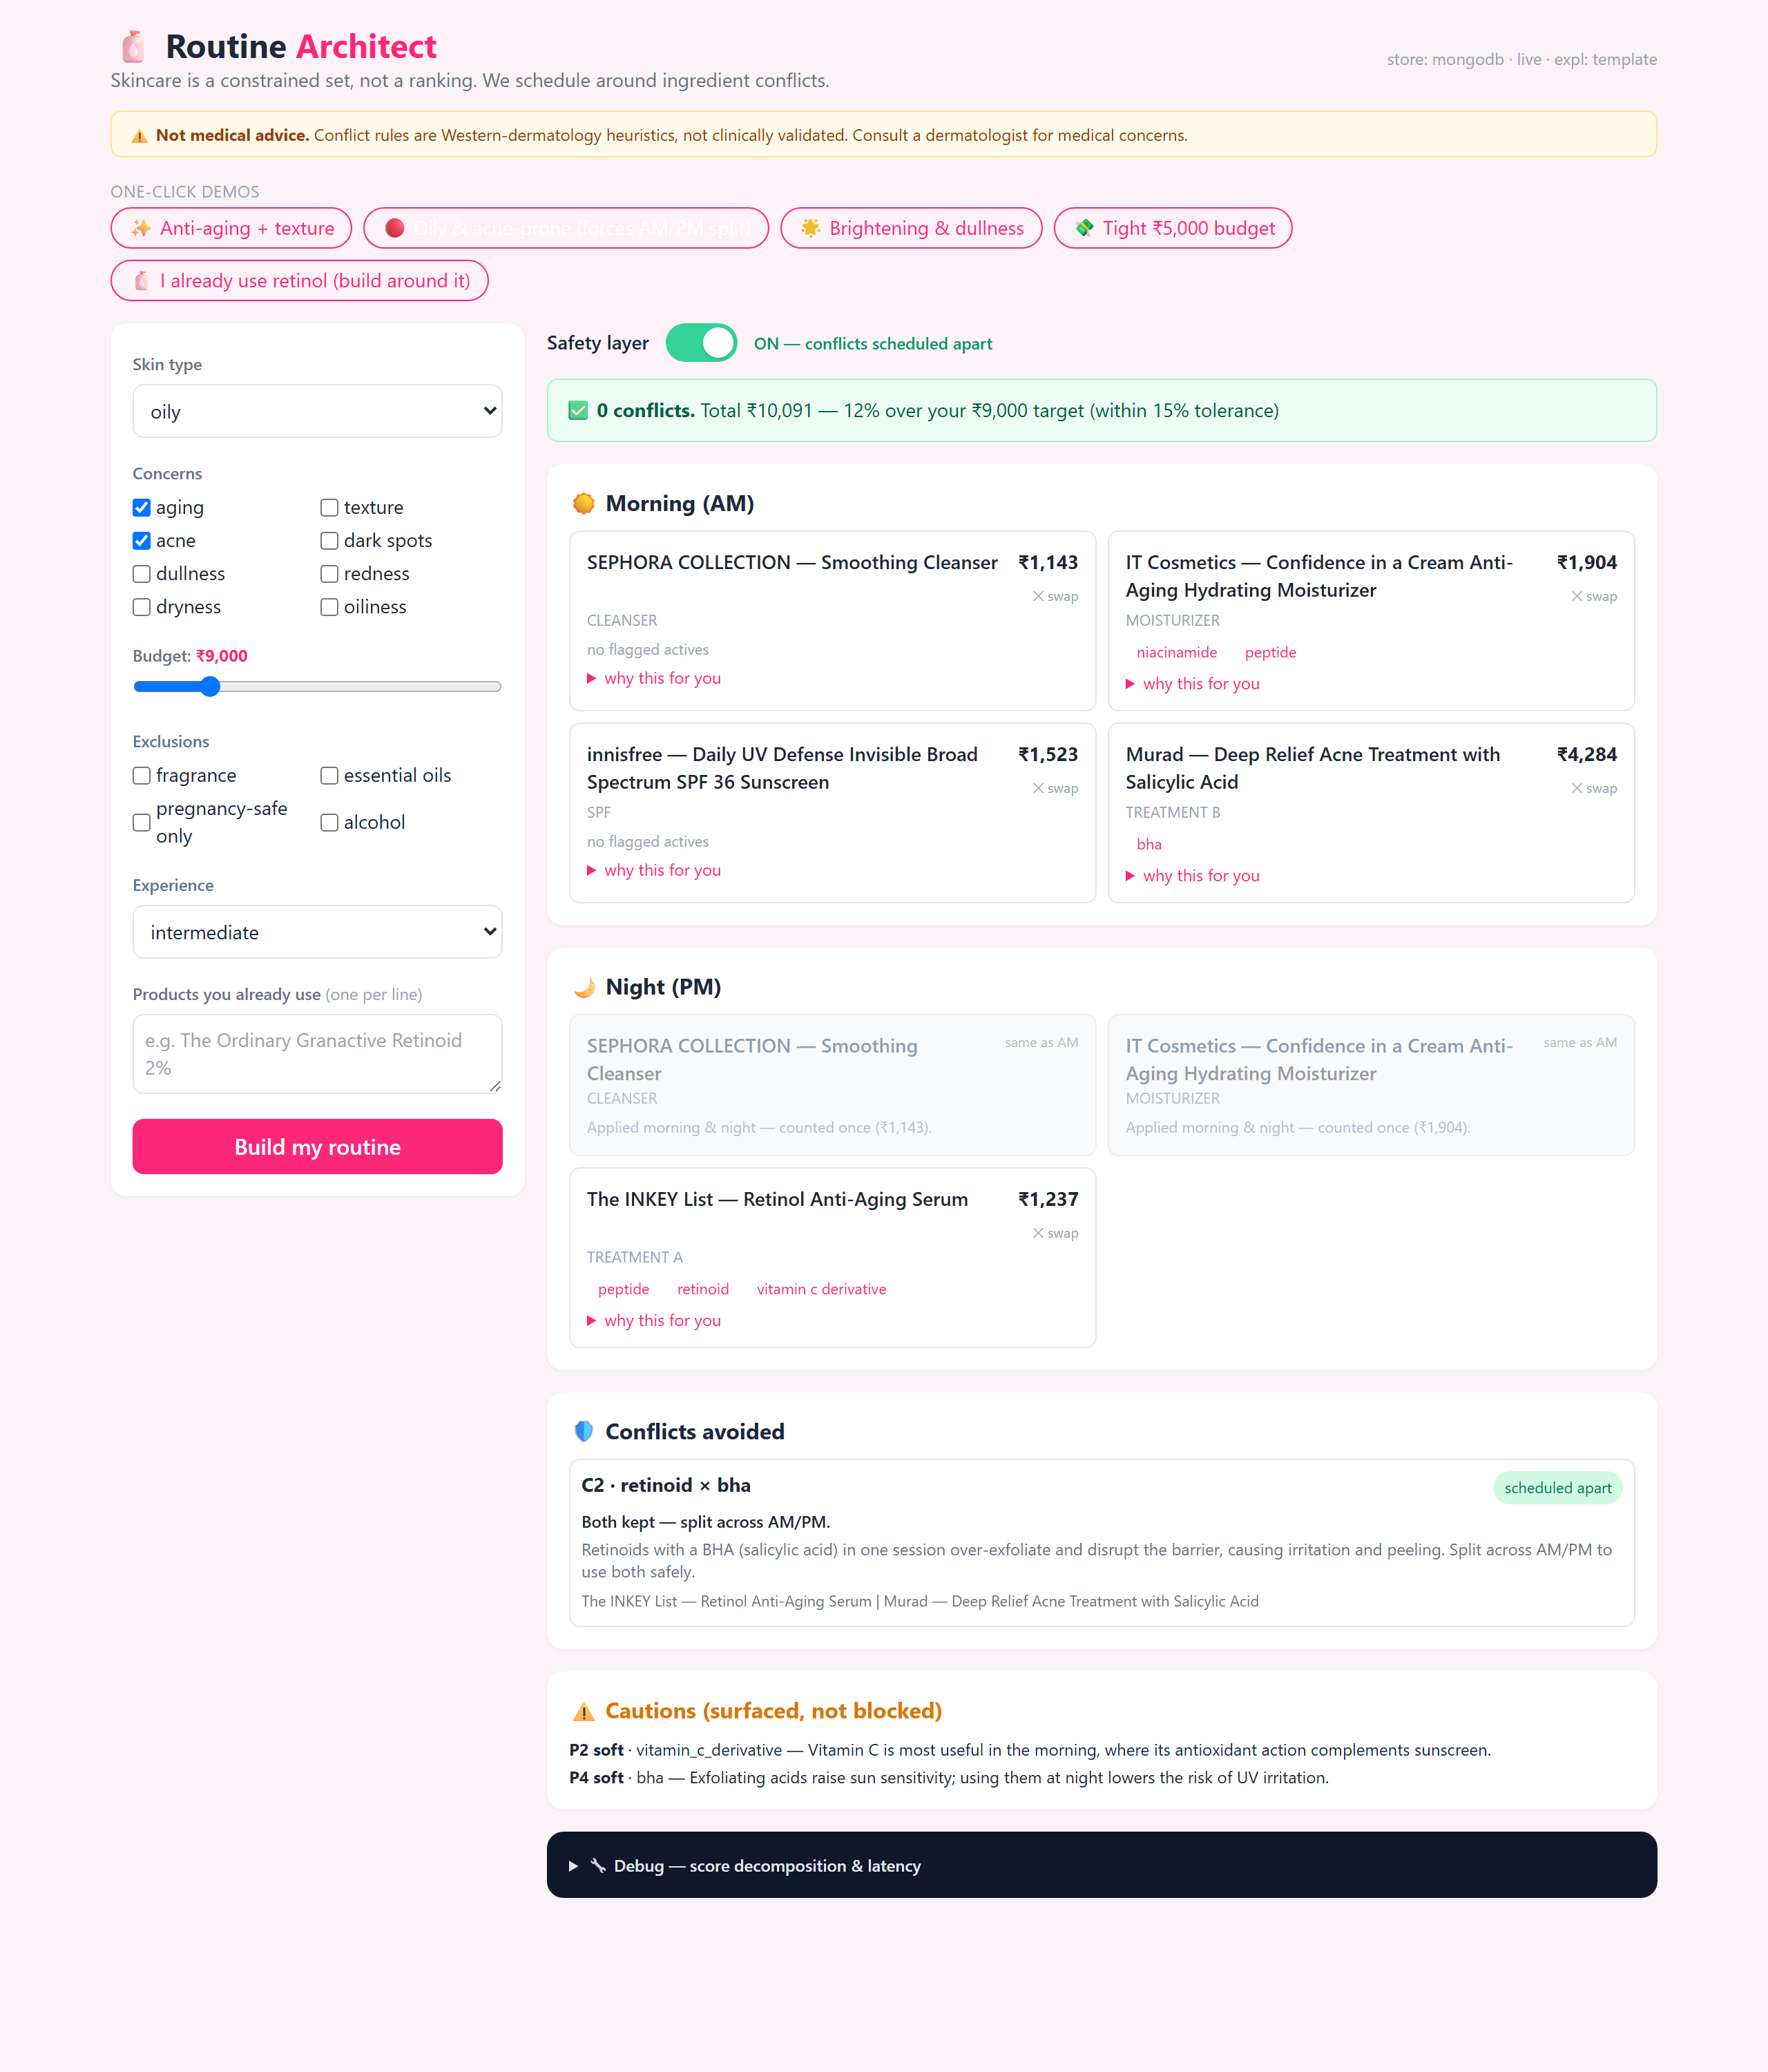 Routine Architect
store: mongodb · live · expl: template
Skincare is a constrained set, not a ranking. We schedule around ingredient conflicts.
Not medical advice. Conflict rules are Western-dermatology heuristics, not clinically validated. Consult a dermatologist for medical concerns.
ONE-CLICK DEMOS
Anti-aging + texture
Oily & acne-prone (forces AM/PM split)
Brightening & dullness
Tight ₹5,000 budget
I already use retinol (build around it)
Skin type
oily
Concerns
aging
texture
acne
dark spots
dullness
redness
dryness
oiliness
Budget: ₹9,000
Exclusions
fragrance
essential oils
pregnancy-safe
only
alcohol
Experience
intermediate
Products you already use (one per line)
e.g. The Ordinary Granactive Retinoid
2%
Build my routine
Safety layer
ON — conflicts scheduled apart
0 conflicts. Total ₹10,091 — 12% over your ₹9,000 target (within 15% tolerance)
Morning (AM)
SEPHORA COLLECTION — Smoothing Cleanser
₹1,143
× swap
CLEANSER
no flagged actives
why this for you
IT Cosmetics — Confidence in a Cream Anti-
Aging Hydrating Moisturizer
₹1,904
× swap
MOISTURIZER
niacinamide peptide
why this for you
innisfree — Daily UV Defense Invisible Broad
Spectrum SPF 36 Sunscreen
₹1,523
× swap
SPF
no flagged actives
why this for you
Murad — Deep Relief Acne Treatment with
Salicylic Acid
₹4,284
× swap
TREATMENT B
bha
why this for you
Night (PM)
SEPHORA COLLECTION — Smoothing
Cleanser
same as AM
CLEANSER
Applied morning & night — counted once (₹1,143).
IT Cosmetics — Confidence in a Cream Anti-
Aging Hydrating Moisturizer
same as AM
MOISTURIZER
Applied morning & night — counted once (₹1,904).
The INKEY List — Retinol Anti-Aging Serum
₹1,237
× swap
TREATMENT A
peptide retinoid vitamin c derivative
why this for you
Conflicts avoided
C2 · retinoid × bha
scheduled apart
Both kept — split across AM/PM.
Retinoids with a BHA (salicylic acid) in one session over-exfoliate and disrupt the barrier, causing irritation and peeling. Split across AM/PM to
use both safely.
The INKEY List — Retinol Anti-Aging Serum | Murad — Deep Relief Acne Treatment with Salicylic Acid
Cautions (surfaced, not blocked)
P2 soft · vitamin_c_derivative — Vitamin C is most useful in the morning, where its antioxidant action complements sunscreen.
P4 soft · bha — Exfoliating acids raise sun sensitivity; using them at night lowers the risk of UV irritation.
Debug — score decomposition & latency